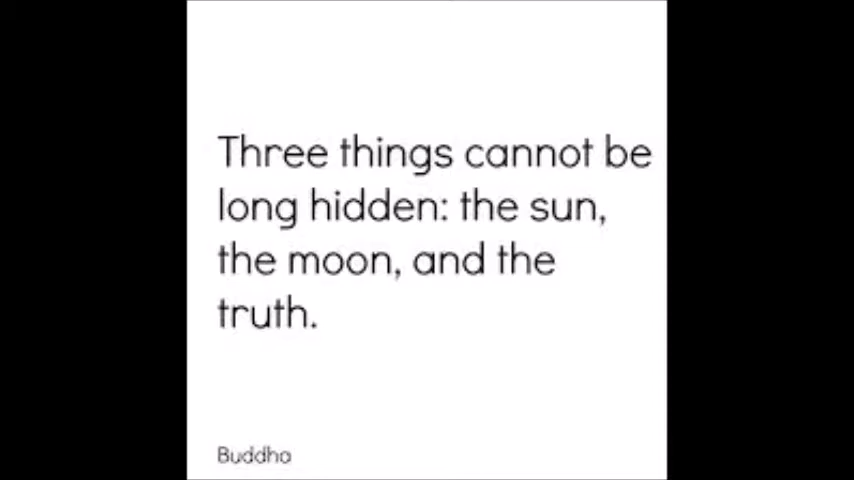 Three things cannot be
long hidden: the sun,
the moon, and the
truth.
Buddha